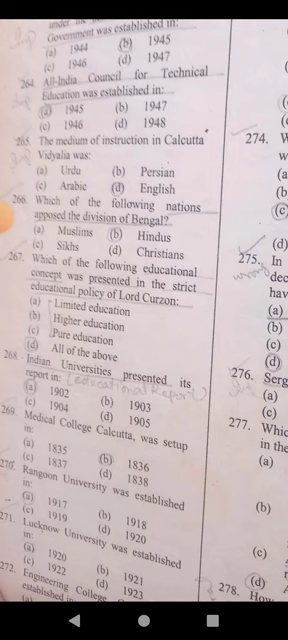 Government was established in:
(a) 1944 (b) 1945
(c) 1946 (d) 1947
264. All-India Council for Technical
Education was established in:
(a) 1945 (b) 1947
(c) 1946 (d) 1948
265. The medium of instruction in Calcutta
Vidyalia was:
(a) Urdu (b) Persian
(c) Arabic (d) English
266. Which of the following nations
apposed the division of Bengal?
(a) Muslims (b) Hindus
(c) Sikhs (d) Christians
267. Which of the following educational
concept was presented in the strict
educational policy of Lord Curzon:
(a) Limited education
(b) Higher education
(c) Pure education
(d) All of the above
268. Indian Universities presented its
report in: (educational Report)
(a) 1902 (b) 1903
(c) 1904 (d) 1905
269. Medical College Calcutta, was setup
in:
(a) 1835 (b) 1836
(c) 1837 (d) 1838
270. Rangoon University was established
in:
(a) 1917 (b) 1918
(c) 1919 (d) 1920
271. Lucknow University was established
in:
(a) 1920 (b) 1921
(c) 1922 (d) 1923
272. Engineering College
established in
274. W
w
(a
(b
(c)
(d)
275. In
wrong dec
hav
(a)
(b)
(c)
(d)
276. Serg
(a)
(c)
277. Whic
in the
(a)
(b)
(c)
(d)
278. How